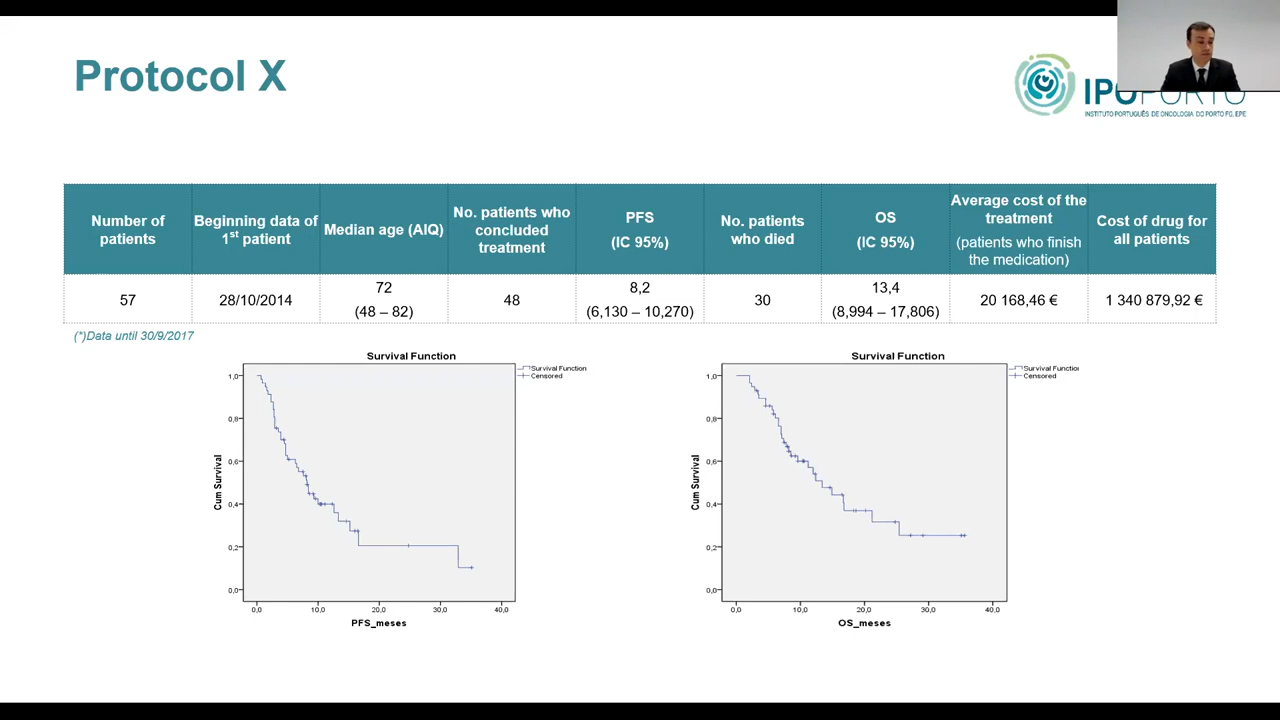 Protocol X
INSTITUTO PORTUGUÊS DE ONCOLOGIA DO PORTO FG, EPE
Number of
patients
Beginning data of
1st patient
Median age (AIQ)
No. patients who
concluded
treatment
PFS
(IC 95%)
No. patients
who died
OS
(IC 95%)
Average cost of the
treatment
(patients who finish
the medication)
Cost of drug for
all patients
57
28/10/2014
72
(48 – 82)
48
8,2
(6,130 – 10,270)
30
13,4
(8,994 – 17,806)
20 168,46 €
1 340 879,92 €
(*)Data until 30/9/2017
Survival Function
Survival Function
Censored
Cum Survival
1,0
0,8
0,6
0,4
0,2
0,0
0,0 10,0 20,0 30,0 40,0
PFS_meses
Survival Function
Survival Functio
Censored
Cum Survival
1,0
0,8
0,6
0,4
0,2
0,0
0,0 10,0 20,0 30,0 40,0
OS_meses